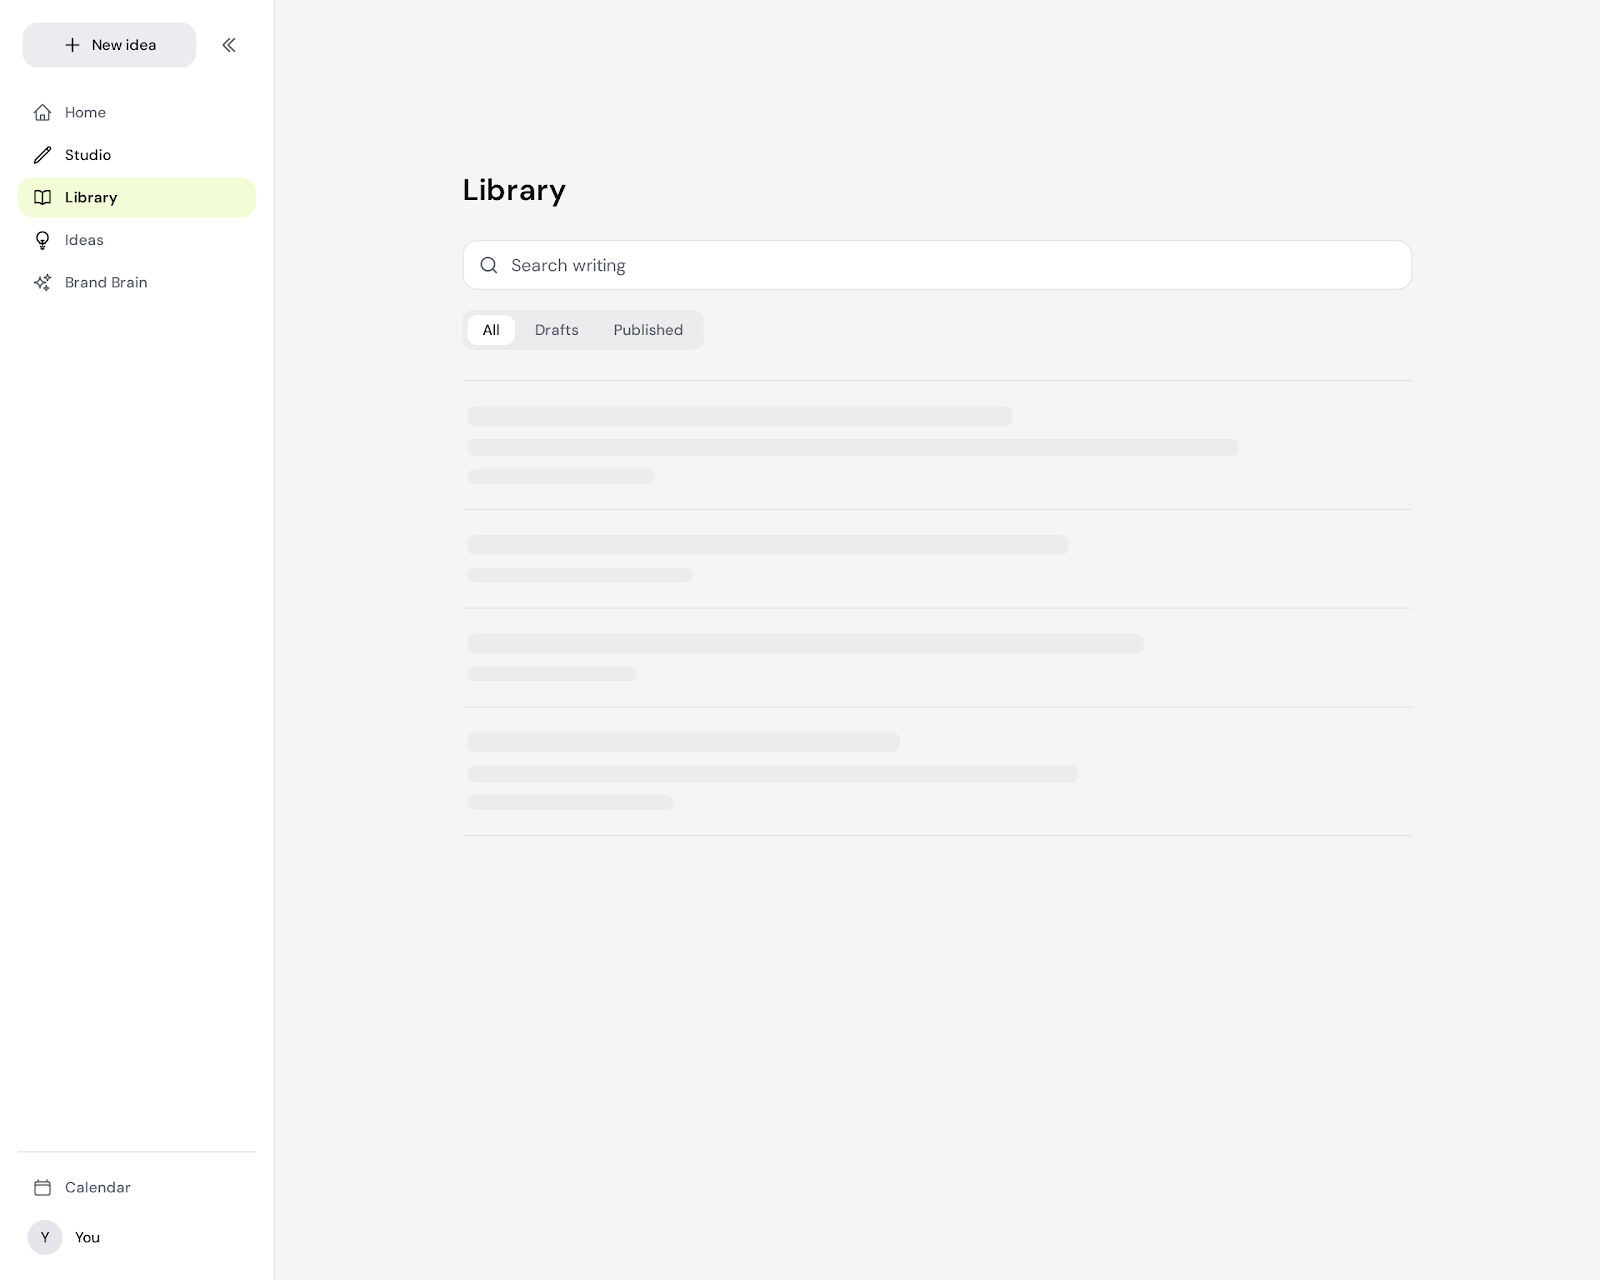 New idea
Home
Studio
Library
Ideas
Brand Brain
Library
Search writing
All Drafts Published
Calendar
Y You